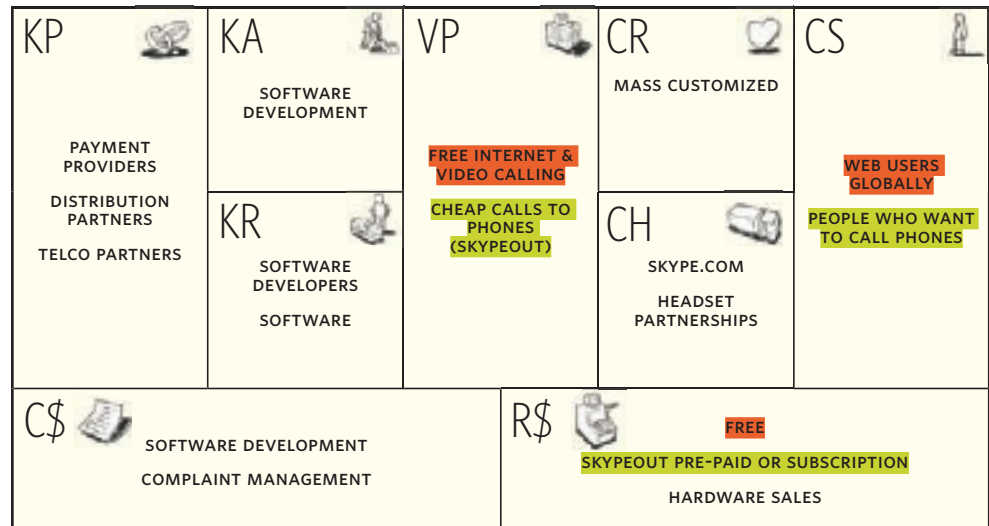 KP
PAYMENT
PROVIDERS
DISTRIBUTION
PARTNERS
TELCO PARTNERS
KA
SOFTWARE
DEVELOPMENT
KR
SOFTWARE
DEVELOPERS
SOFTWARE
VP
FREE INTERNET &
VIDEO CALLING
CHEAP CALLS TO
PHONES
(SKYPEOUT)
CR
MASS CUSTOMIZED
CH
SKYPE.COM
HEADSET
PARTNERSHIPS
CS
WEB USERS
GLOBALLY
PEOPLE WHO WANT
TO CALL PHONES
C$
SOFTWARE DEVELOPMENT
COMPLAINT MANAGEMENT
R$
FREE
SKYPEOUT PRE-PAID OR SUBSCRIPTION
HARDWARE SALES